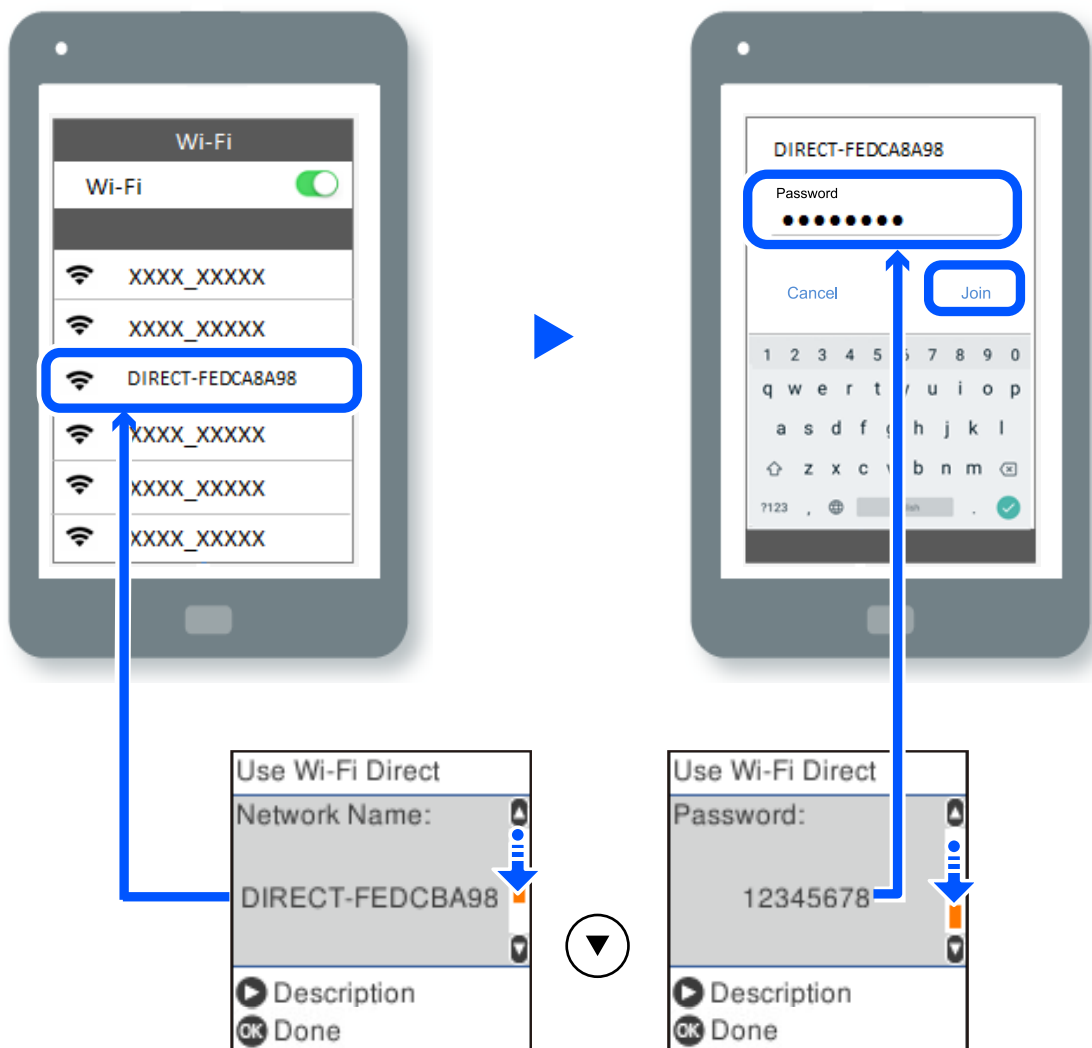 Wi-Fi
Wi-Fi
XXXX_XXXXX
XXXX_XXXXX
DIRECT-FEDCA8A98
XXXX_XXXXX
XXXX_XXXXX
XXXX_XXXXX
DIRECT-FEDCA8A98
Password
••••••••
Cancel
Join
1 2 3 4 5 7 8 9 0
q w e r t u i o p
a s d f h j k l
z x c b n m
?123 , .
Use Wi-Fi Direct
Network Name:
DIRECT-FEDCBA98
Description
OK Done
Use Wi-Fi Direct
Password:
12345678
Description
OK Done